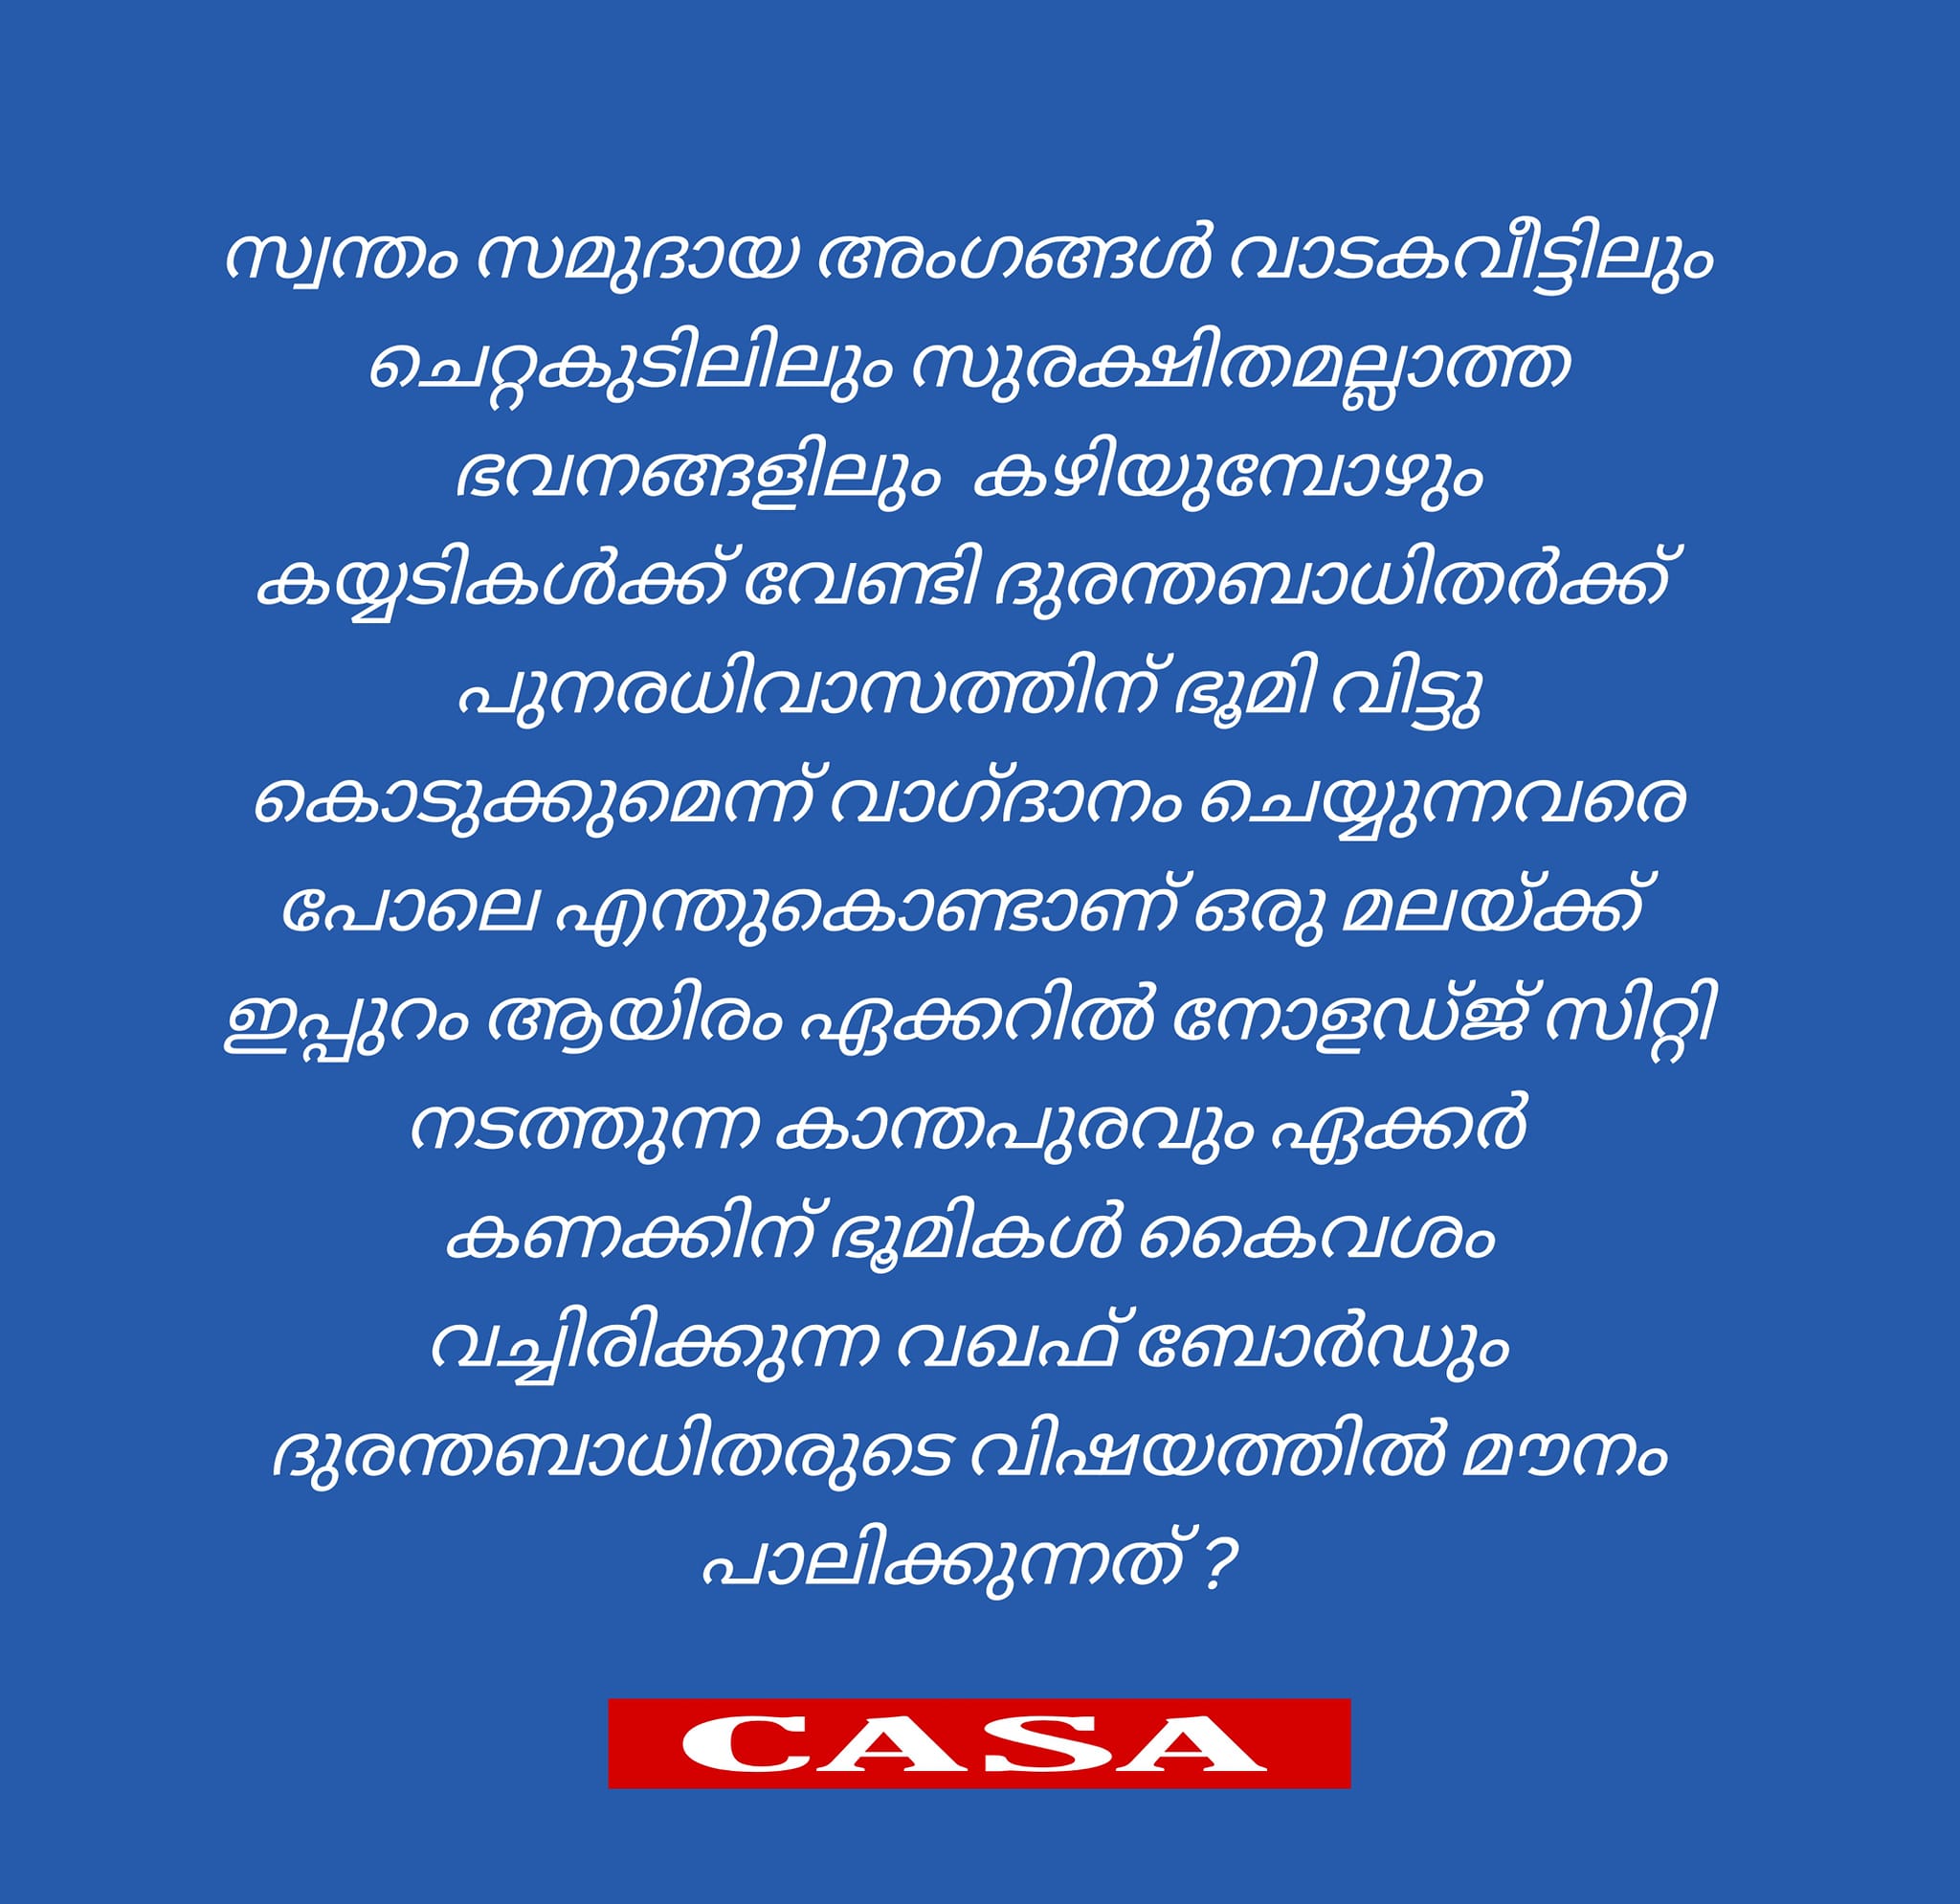 സ്വന്തം സമുദായ അംഗങ്ങൾ വാടകവീട്ടിലും
ചെറ്റകുടിലിലും സുരക്ഷിതമല്ലാത്ത
ഭവനങ്ങളിലും കഴിയുമ്പോഴും
കയ്യടികൾക്ക് വേണ്ടി ദുരന്തബാധിതർക്ക്
പുനരധിവാസത്തിന് ഭൂമി വിട്ടു
കൊടുക്കുമെന്ന് വാഗ്ദാനം ചെയ്യുന്നവരെ
പോലെ എന്തുകൊണ്ടാണ് ഒരു മലയ്ക്ക്
ഇപ്പുറം ആയിരം ഏക്കറിൽ നോളഡ്ജ് സിറ്റി
നടത്തുന്ന കാന്തപുരവും ഏക്കർ
കണക്കിന് ഭൂമികൾ കൈവശം
വച്ചിരിക്കുന്ന വഖഫ് ബോർഡും
ദുരന്തബാധിതരുടെ വിഷയത്തിൽ മൗനം
പാലിക്കുന്നത് ?
CASA